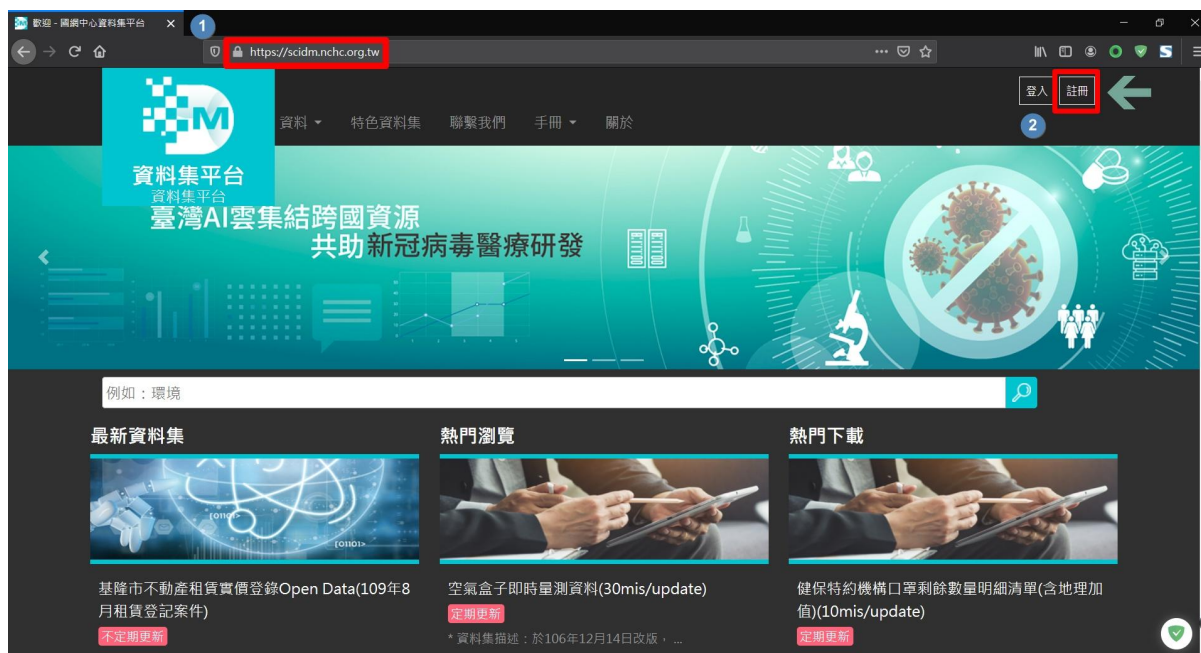 歡迎 - 國網中心資料集平台
1
https://scidm.nchc.org.tw
登入 註冊
2
M
資料 特色資料集 聯繫我們 手冊 關於
資料集平台
資料集平台
臺灣AI雲集結跨國資源
共助新冠病毒醫療研發
例如：環境
最新資料集 熱門瀏覽 熱門下載
[01101>
[01101>
基隆市不動產租賃實價登錄Open Data(109年8
月租賃登記案件)
不定期更新
空氣盒子即時量測資料(30mis/update)
定期更新
* 資料集描述：於106年12月14日改版， ...
健保特約機構口罩剩餘數量明細清單(含地理加
值)(10mis/update)
定期更新